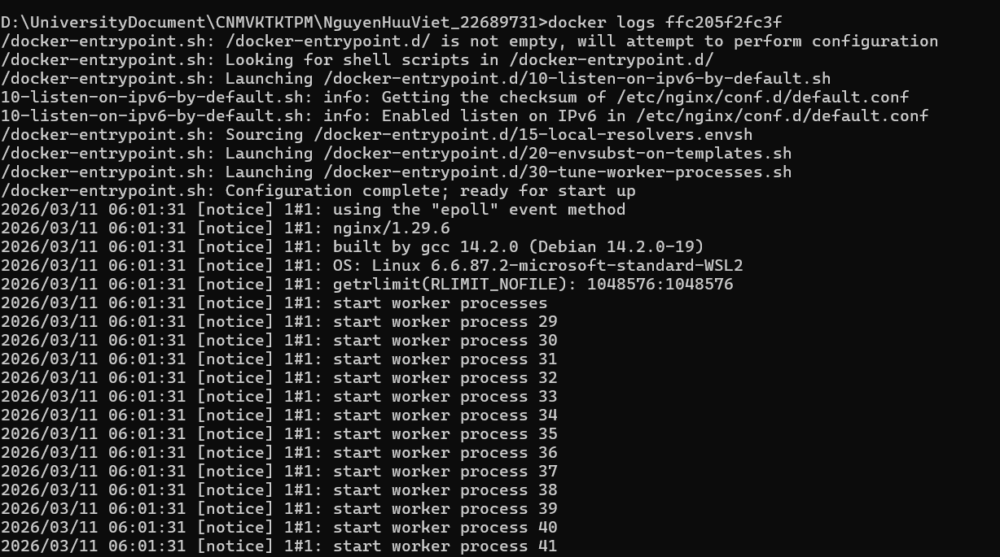 D:\UniversityDocument\CNMVKTKTPM\NguyenHuuViet_22689731>docker logs ffc205f2fc3f
/docker-entrypoint.sh: /docker-entrypoint.d/ is not empty, will attempt to perform configuration
/docker-entrypoint.sh: Looking for shell scripts in /docker-entrypoint.d/
/docker-entrypoint.sh: Launching /docker-entrypoint.d/10-listen-on-ipv6-by-default.sh
10-listen-on-ipv6-by-default.sh: info: Getting the checksum of /etc/nginx/conf.d/default.conf
10-listen-on-ipv6-by-default.sh: info: Enabled listen on IPv6 in /etc/nginx/conf.d/default.conf
/docker-entrypoint.sh: Sourcing /docker-entrypoint.d/15-local-resolvers.envsh
/docker-entrypoint.sh: Launching /docker-entrypoint.d/20-envsubst-on-templates.sh
/docker-entrypoint.sh: Launching /docker-entrypoint.d/30-tune-worker-processes.sh
/docker-entrypoint.sh: Configuration complete; ready for start up
2026/03/11 06:01:31 [notice] 1#1: using the "epoll" event method
2026/03/11 06:01:31 [notice] 1#1: nginx/1.29.6
2026/03/11 06:01:31 [notice] 1#1: built by gcc 14.2.0 (Debian 14.2.0-19)
2026/03/11 06:01:31 [notice] 1#1: OS: Linux 6.6.87.2-microsoft-standard-WSL2
2026/03/11 06:01:31 [notice] 1#1: getrlimit(RLIMIT_NOFILE): 1048576:1048576
2026/03/11 06:01:31 [notice] 1#1: start worker processes
2026/03/11 06:01:31 [notice] 1#1: start worker process 29
2026/03/11 06:01:31 [notice] 1#1: start worker process 30
2026/03/11 06:01:31 [notice] 1#1: start worker process 31
2026/03/11 06:01:31 [notice] 1#1: start worker process 32
2026/03/11 06:01:31 [notice] 1#1: start worker process 33
2026/03/11 06:01:31 [notice] 1#1: start worker process 34
2026/03/11 06:01:31 [notice] 1#1: start worker process 35
2026/03/11 06:01:31 [notice] 1#1: start worker process 36
2026/03/11 06:01:31 [notice] 1#1: start worker process 37
2026/03/11 06:01:31 [notice] 1#1: start worker process 38
2026/03/11 06:01:31 [notice] 1#1: start worker process 39
2026/03/11 06:01:31 [notice] 1#1: start worker process 40
2026/03/11 06:01:31 [notice] 1#1: start worker process 41